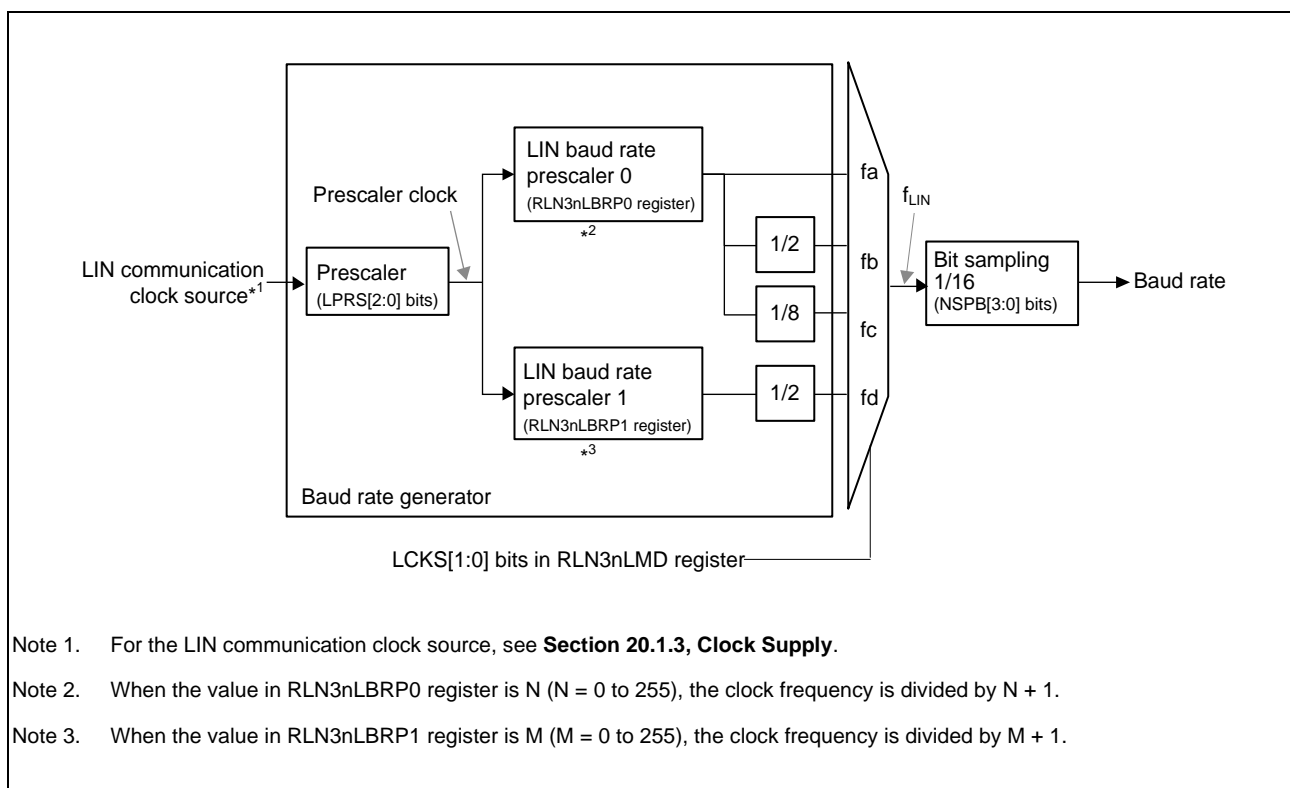 LIN communication
clock source*1
Prescaler
(LPRS[2:0] bits)
Prescaler clock
LIN baud rate
prescaler 0
(RLN3nLBRP0 register)
*2
LIN baud rate
prescaler 1
(RLN3nLBRP1 register)
*3
1/2
1/8
1/2
Baud rate generator
fa
fb
fc
fd
fLIN
Bit sampling
1/16
(NSPB[3:0] bits)
Baud rate
LCKS[1:0] bits in RLN3nLMD register
Note 1. For the LIN communication clock source, see Section 20.1.3, Clock Supply.
Note 2. When the value in RLN3nLBRP0 register is N (N = 0 to 255), the clock frequency is divided by N + 1.
Note 3. When the value in RLN3nLBRP1 register is M (M = 0 to 255), the clock frequency is divided by M + 1.